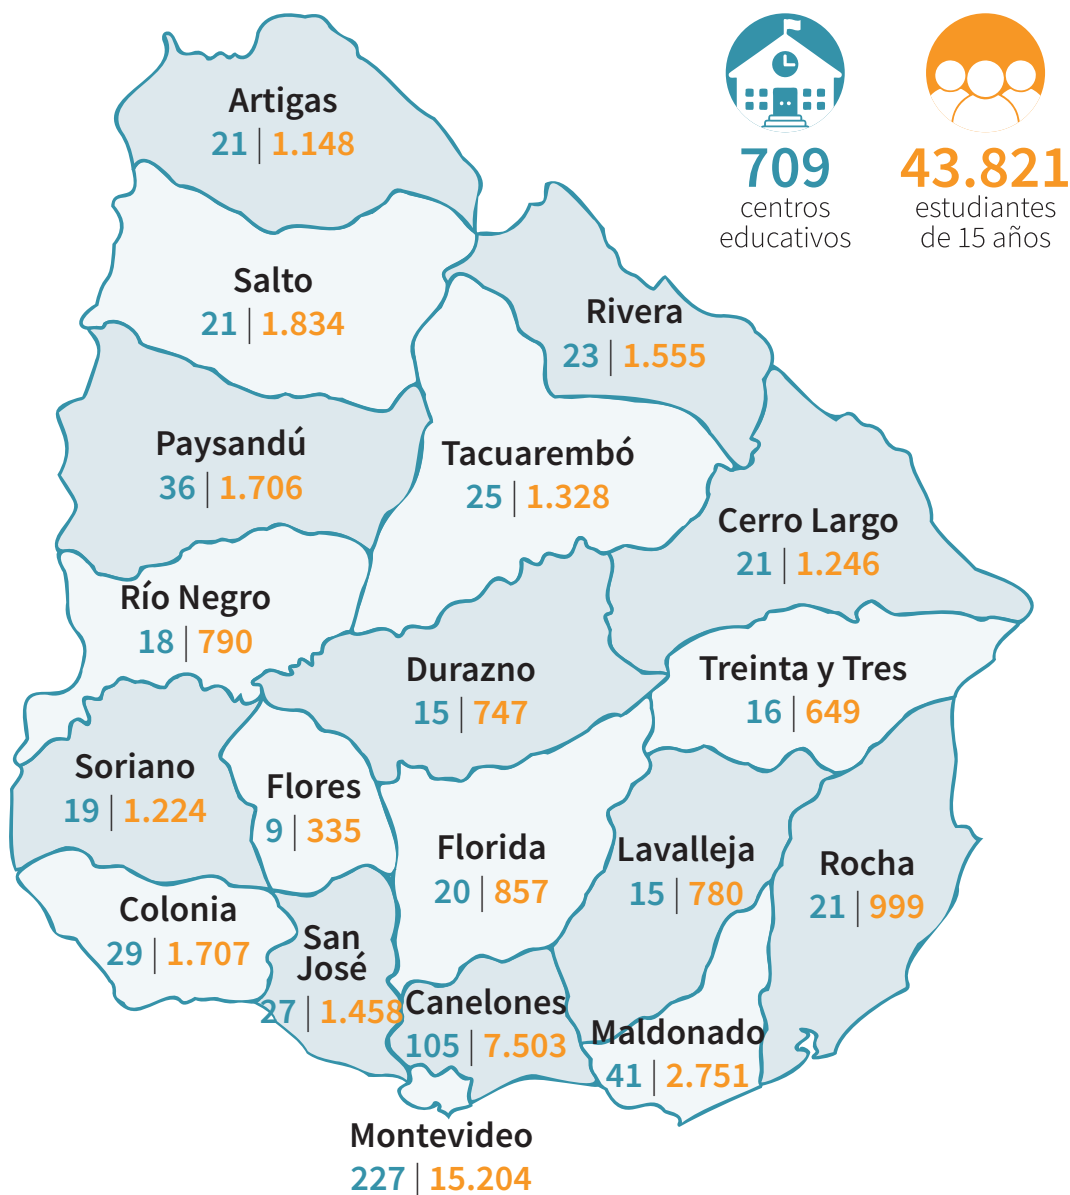 709
centros
educativos
43.821
estudiantes
de 15 años
Artigas
21 | 1.148
Salto
21 | 1.834
Rivera
23 | 1.555
Paysandú
36 | 1.706
Tacuarembó
25 | 1.328
Cerro Largo
21 | 1.246
Río Negro
18 | 790
Durazno
15 | 747
Treinta y Tres
16 | 649
Soriano
19 | 1.224
Flores
9 | 335
Florida
20 | 857
Lavalleja
15 | 780
Rocha
21 | 999
Colonia
29 | 1.707
San
José
27 | 1.458
Canelones
105 | 7.503
Maldonado
41 | 2.751
Montevideo
227 | 15.204